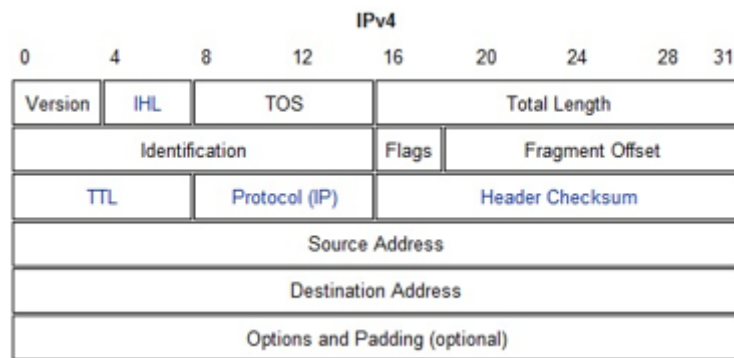 IPv4
0 4 8 12 16 20 24 28 31
Version IHL TOS Total Length
Identification Flags Fragment Offset
TTL Protocol (IP) Header Checksum
Source Address
Destination Address
Options and Padding (optional)